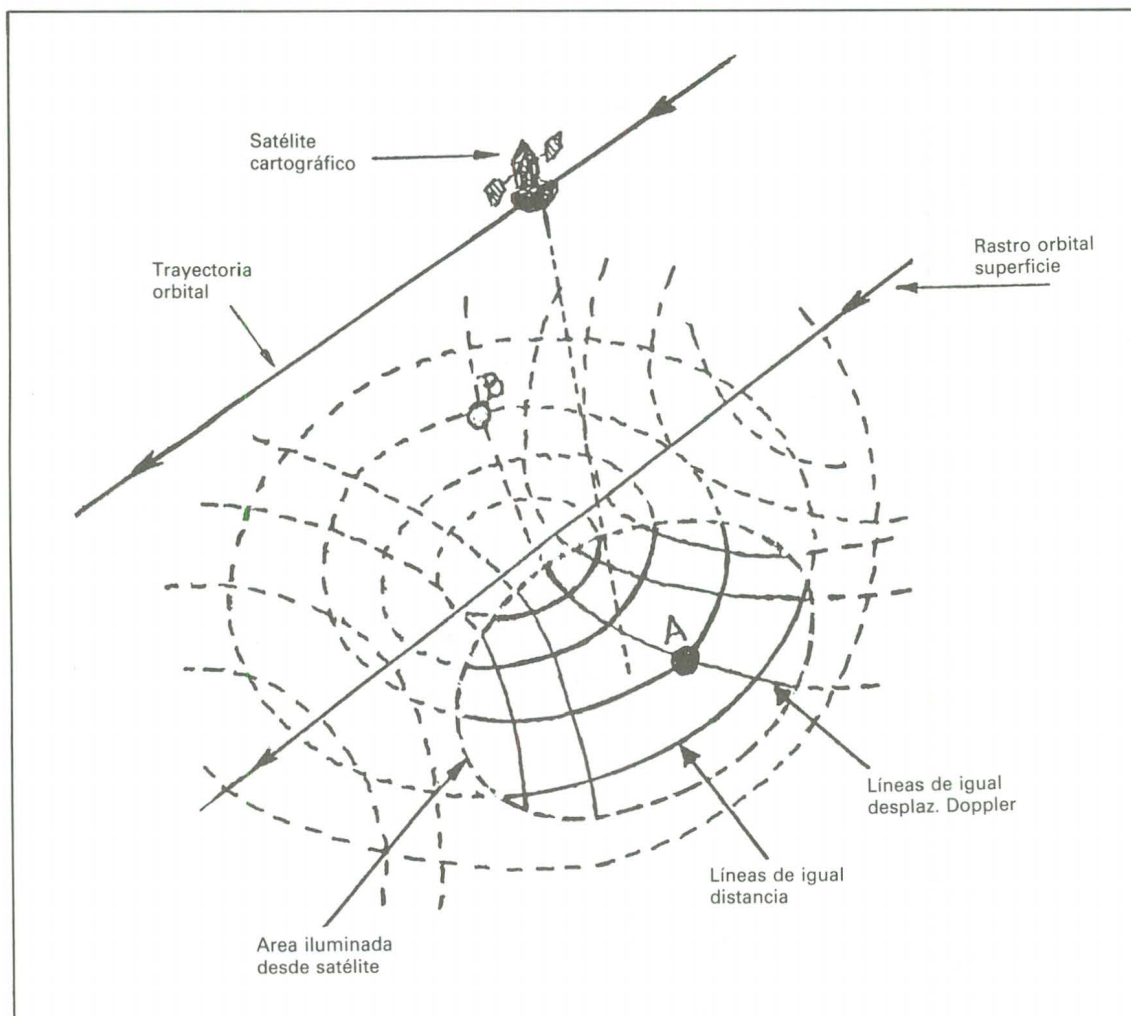 Satélite
cartográfico
Trayectoria
orbital
Rastro orbital
superficie
A
Líneas de igual
desplaz. Doppler
Líneas de igual
distancia
Area iluminada
desde satélite